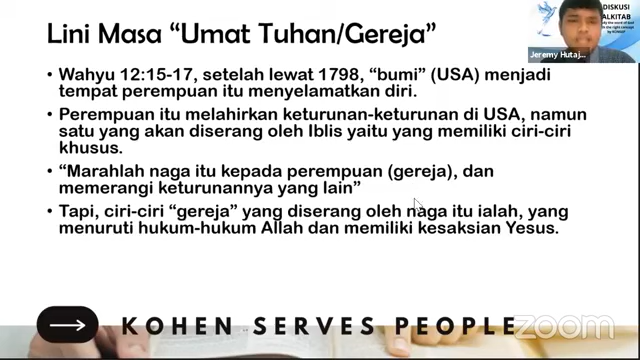 Lini Masa “Umat Tuhan/Gereja”
DISKUSI
ALKITAB
Jeremy Hutaj...
• Wahyu 12:15-17, setelah lewat 1798, “bumi” (USA) menjadi
tempat perempuan itu menyelamatkan diri.
• Perempuan itu melahirkan keturunan-keturunan di USA, namun
satu yang akan diserang oleh Iblis yaitu yang memiliki ciri-ciri
khusus.
• “Marahlah naga itu kepada perempuan (gereja), dan
memerangi keturunannya yang lain”
• Tapi, ciri-ciri “gereja” yang diserang oleh naga itu ialah, yang
menuruti hukum-hukum Allah dan memiliki kesaksian Yesus.
KOHEN SERVES PEOPLE
zoom